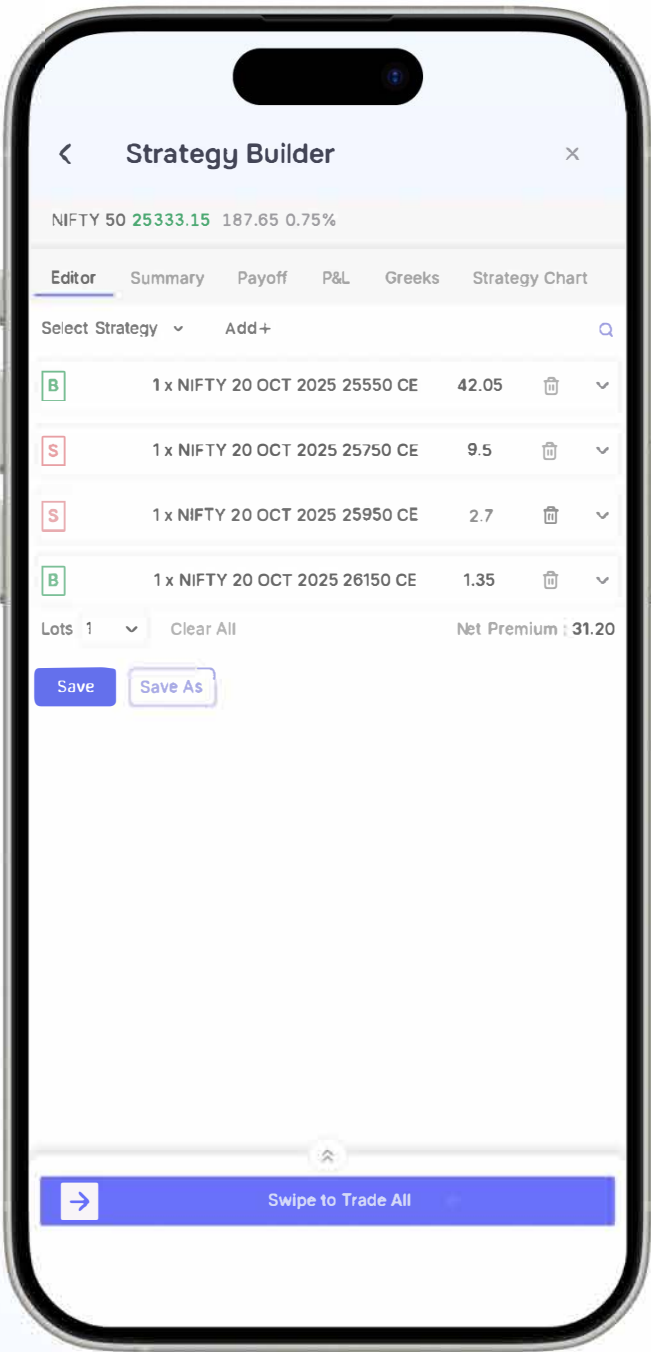 Strategy Builder ×
NIFTY 50 25333.15 187.65 0.75%
Editor Summary Payoff P&L Greeks Strategy Chart
Select Strategy Add+
B 1 x NIFTY 20 OCT 2025 25550 CE 42.05
S 1 x NIFTY 20 OCT 2025 25750 CE 9.5
S 1 x NIFTY 20 OCT 2025 25950 CE 2.7
B 1 x NIFTY 20 OCT 2025 26150 CE 1.35
Lots 1 Clear All Net Premium : 31.20
Save Save As
Swipe to Trade All